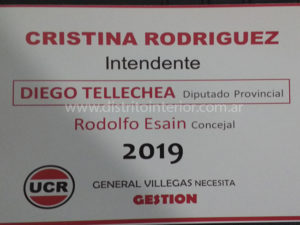 CRISTINA RODRIGUEZ
Intendente
DIEGO TELLECHEA Diputado Provincial
www.distritointerior.com.ar
Rodolfo Esain Concejal
2019
UCR
GENERAL VILLEGAS NECESITA
GESTION